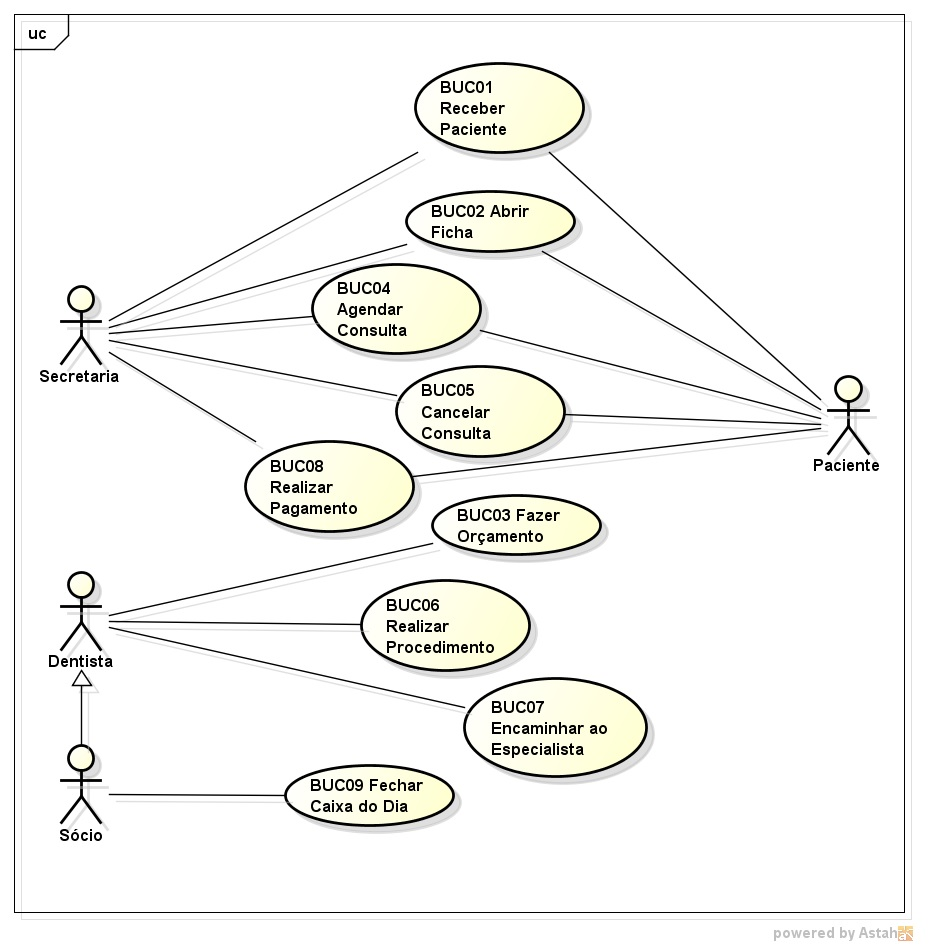 uc
BUC01
Receber
Paciente
BUC02 Abrir
Ficha
BUC04
Agendar
Consulta
Secretaria
BUC05
Cancelar
Consulta
Paciente
BUC08
Realizar
Pagamento
BUC03 Fazer
Orçamento
BUC06
Realizar
Procedimento
Dentista
BUC07
Encaminhar ao
Especialista
BUC09 Fechar
Caixa do Dia
Sócio
powered by Astah